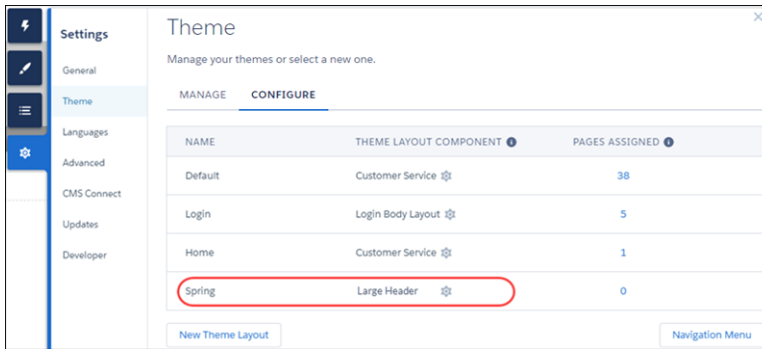 Settings
General
Theme
Languages
Advanced
CMS Connect
Updates
Developer
Theme
Manage your themes or select a new one.
MANAGE CONFIGURE
NAME THEME LAYOUT COMPONENT PAGES ASSIGNED
Default Customer Service 38
Login Login Body Layout 5
Home Customer Service 1
Spring Large Header 0
New Theme Layout Navigation Menu